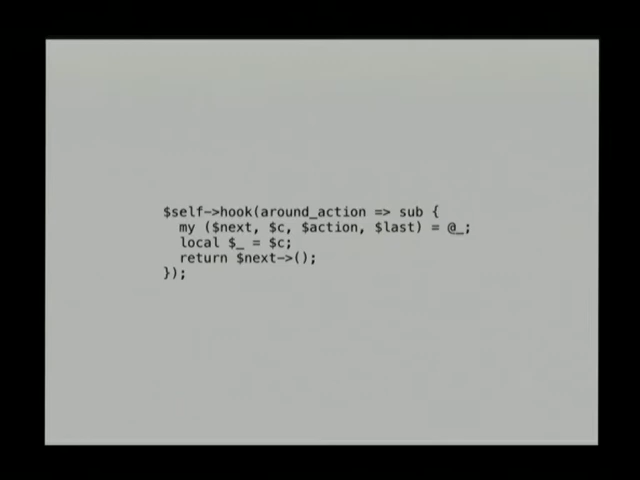 $self->hook(around_action => sub {
  my ($next, $c, $action, $last) = @_;
  local $_ = $c;
  return $next->();
});